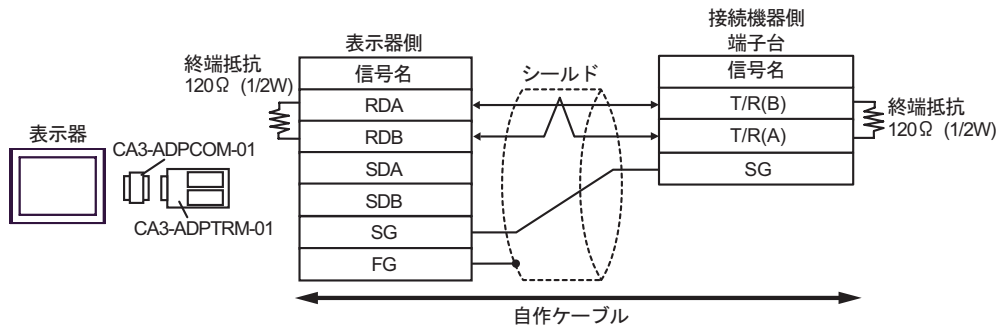 接続機器側
端子台
信号名
T/R(B)
T/R(A)
SG
終端抵抗
120Ω (1/2W)
表示器側
信号名
RDA
RDB
SDA
SDB
SG
FG
シールド
終端抵抗
120Ω (1/2W)
表示器
CA3-ADPCOM-01
CA3-ADPTRM-01
自作ケーブル